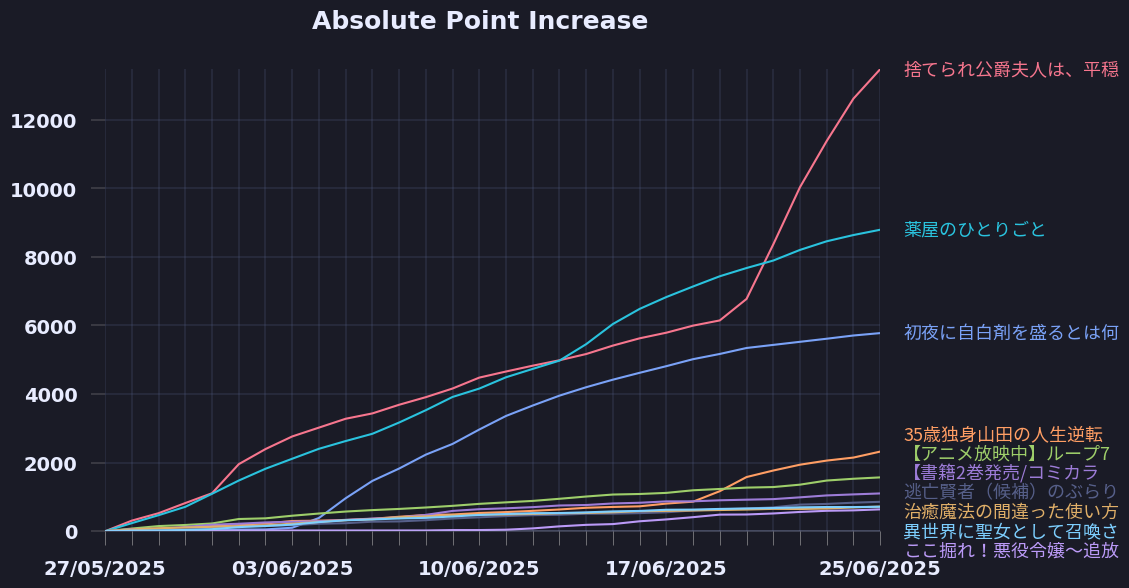 Absolute Point Increase
捨てられ公爵夫人は、平穏
12000
10000
薬屋のひとりごと
8000
6000
初夜に自白剤を盛るとは何
4000
35歳独身山田の人生逆転
【アニメ放映中】ループ7
2000
【書籍2巻発売/コミカラ
逃亡賢者（候補）のぶらり
治癒魔法の間違った使い方
0
異世界に聖女として召喚さ
ここ掘れ！悪役令嬢～追放
27/05/2025 03/06/2025 10/06/2025 17/06/2025 25/06/2025